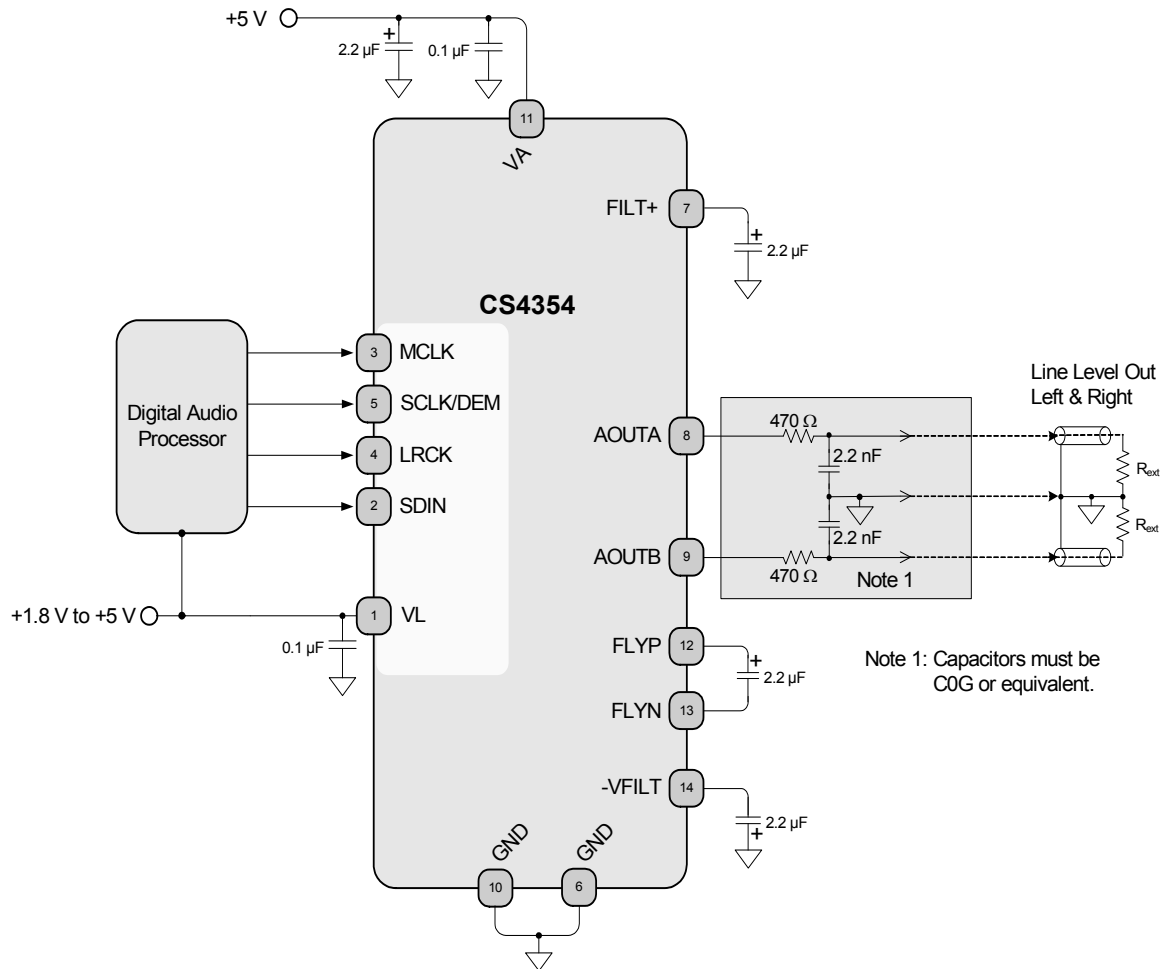 +5 V
2.2 µF
+
0.1 µF
11
VA
FILT+
7
+
2.2 µF
CS4354
Digital Audio
Processor
3
MCLK
5
SCLK/DEM
4
LRCK
2
SDIN
+1.8 V to +5 V
1
VL
0.1 µF
AOUTA
8
470 Ω
2.2 nF
2.2 nF
AOUTB
9
470 Ω
Note 1
Line Level Out
Left & Right
Rext
Rext
FLYP
12
+
2.2 µF
FLYN
13
Note 1: Capacitors must be
C0G or equivalent.
-VFILT
14
2.2 µF
+
GND
GND
10
6